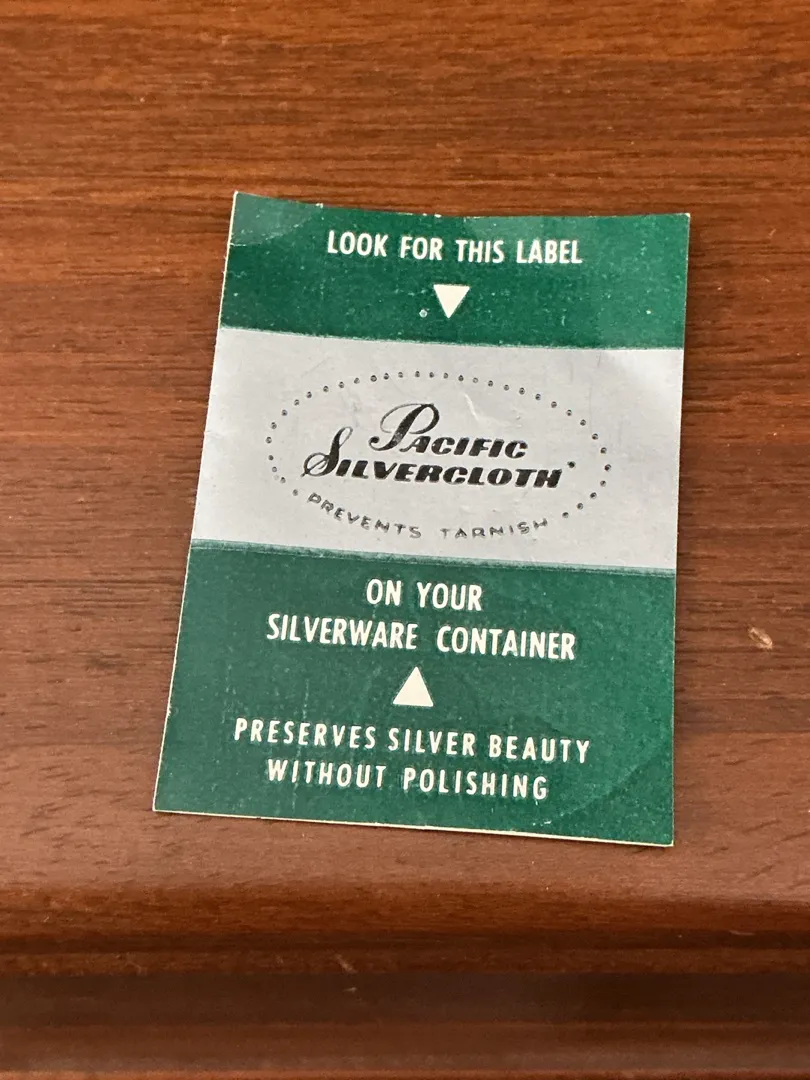 LOOK FOR THIS LABEL
PACIFIC
SILVERCLOTH
PREVENTS TARNISH
ON YOUR
SILVERWARE CONTAINER
PRESERVES SILVER BEAUTY
WITHOUT POLISHING